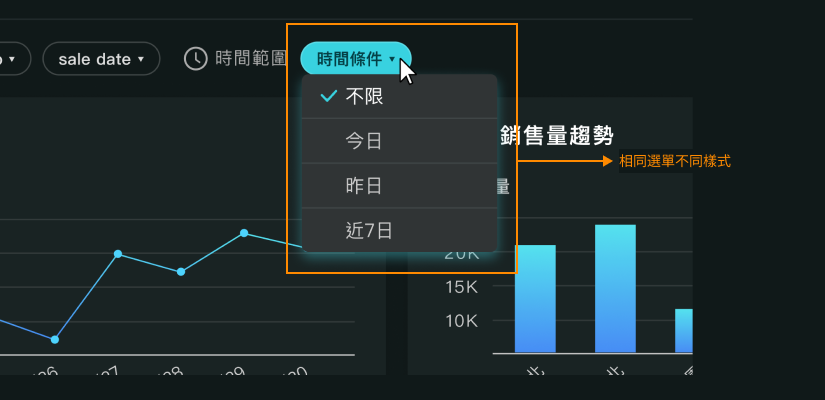 sale date
時間範圍
時間條件
不限
今日
昨日
近7日
銷售量趨勢
相同選單不同樣式
量
20K
15K
10K